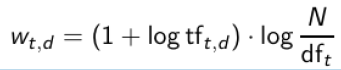 w_{t,d} = (1 + log tf_{t,d}) · log N/df_t